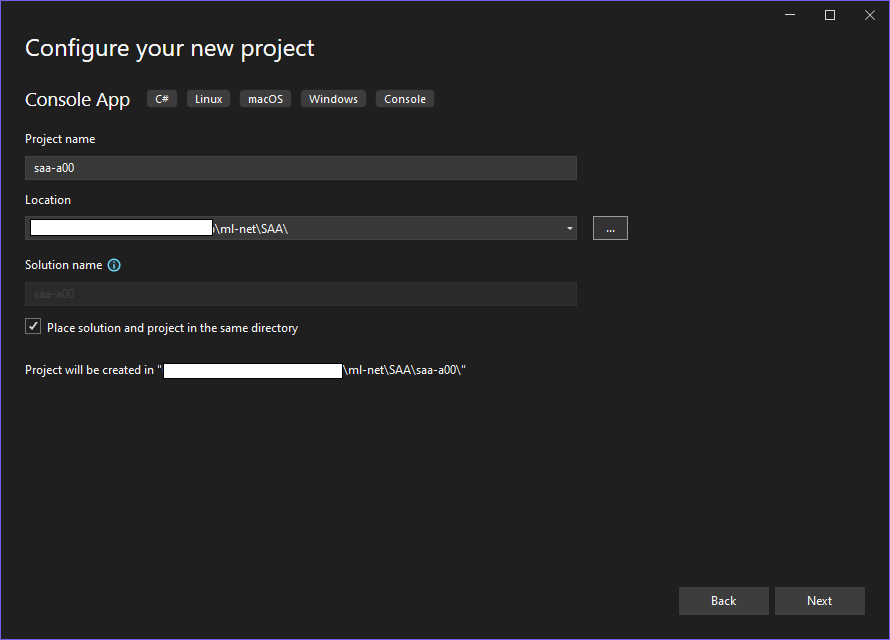 Configure your new project
Console App C# Linux macOS Windows Console
Project name
saa-a00
Location
\ml-net\SAA\ ...
Solution name
saa-a00
Place solution and project in the same directory
Project will be created in " \ml-net\SAA\saa-a00\"
Back Next